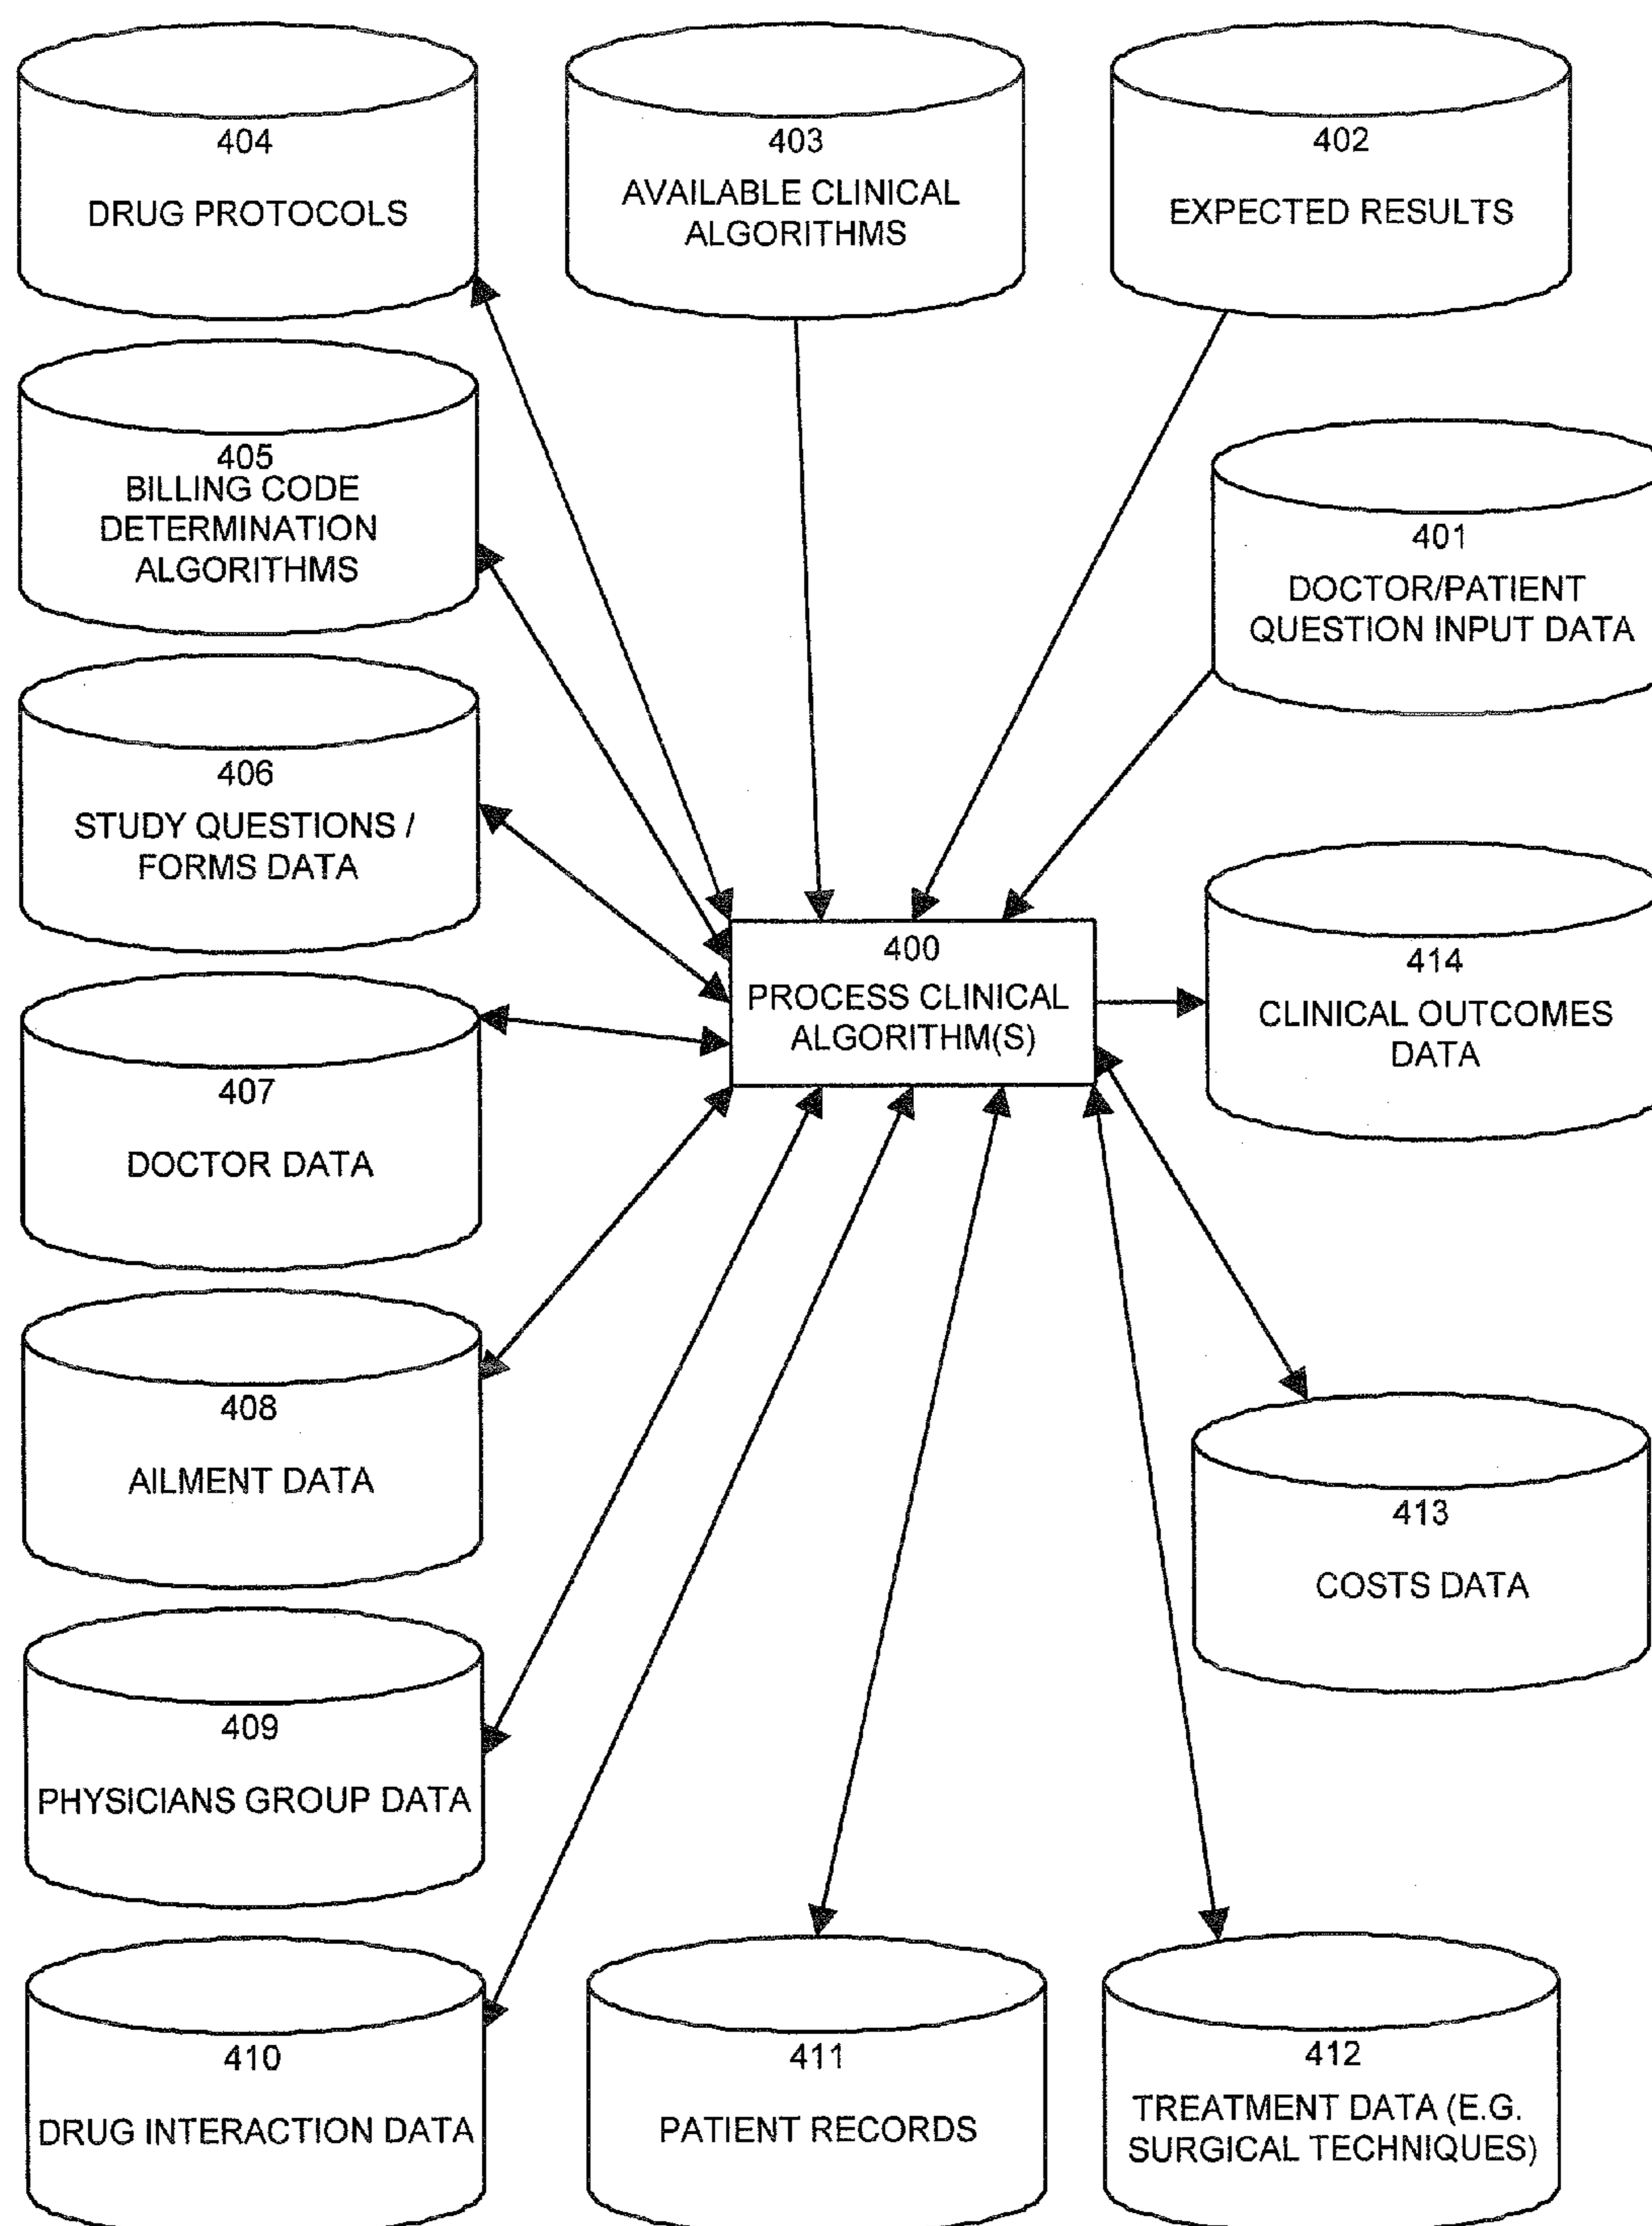 404
DRUG PROTOCOLS
403
AVAILABLE CLINICAL
ALGORITHMS
402
EXPECTED RESULTS
405
BILLING CODE
DETERMINATION
ALGORITHMS
401
DOCTOR/PATIENT
QUESTION INPUT DATA
406
STUDY QUESTIONS /
FORMS DATA
400
PROCESS CLINICAL
ALGORITHM(S)
414
CLINICAL OUTCOMES
DATA
407
DOCTOR DATA
408
AILMENT DATA
413
COSTS DATA
409
PHYSICIANS GROUP DATA
410
DRUG INTERACTION DATA
411
PATIENT RECORDS
412
TREATMENT DATA (E.G.
SURGICAL TECHNIQUES)